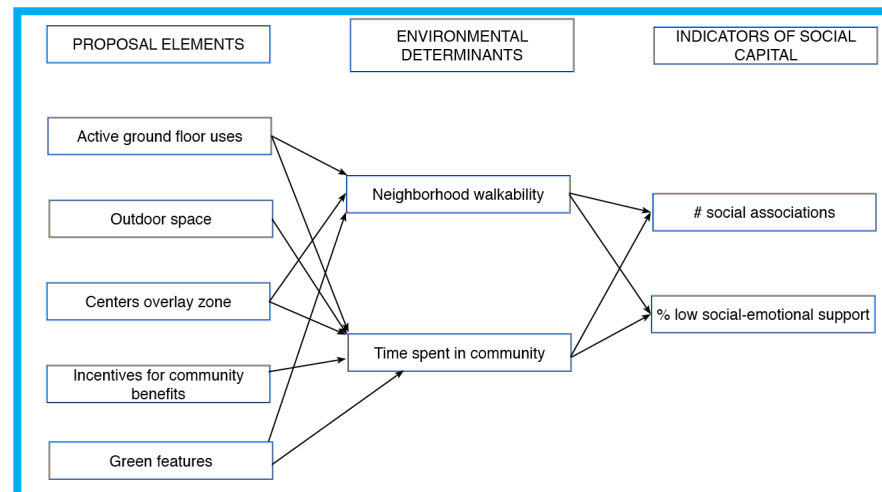 PROPOSAL ELEMENTS
ENVIRONMENTAL
DETERMINANTS
INDICATORS OF SOCIAL
CAPITAL
Active ground floor uses
Outdoor space
Centers overlay zone
Incentives for community
benefits
Green features
Neighborhood walkability
Time spent in community
# social associations
% low social-emotional support